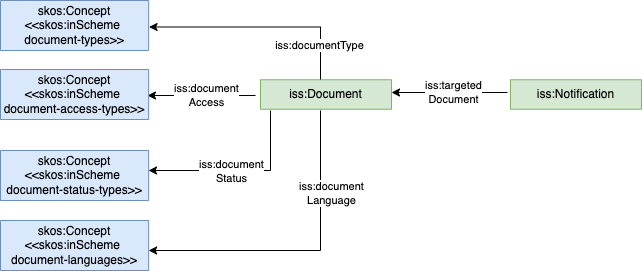 skos:Concept
<<skos:inScheme
document-types>>
iss:documentType
skos:Concept
<<skos:inScheme
document-access-types>>
iss:document
Access
iss:Document
iss:targeted
Document
iss:Notification
skos:Concept
<<skos:inScheme
document-status-types>>
iss:document
Status
iss:document
Language
skos:Concept
<<skos:inScheme
document-languages>>